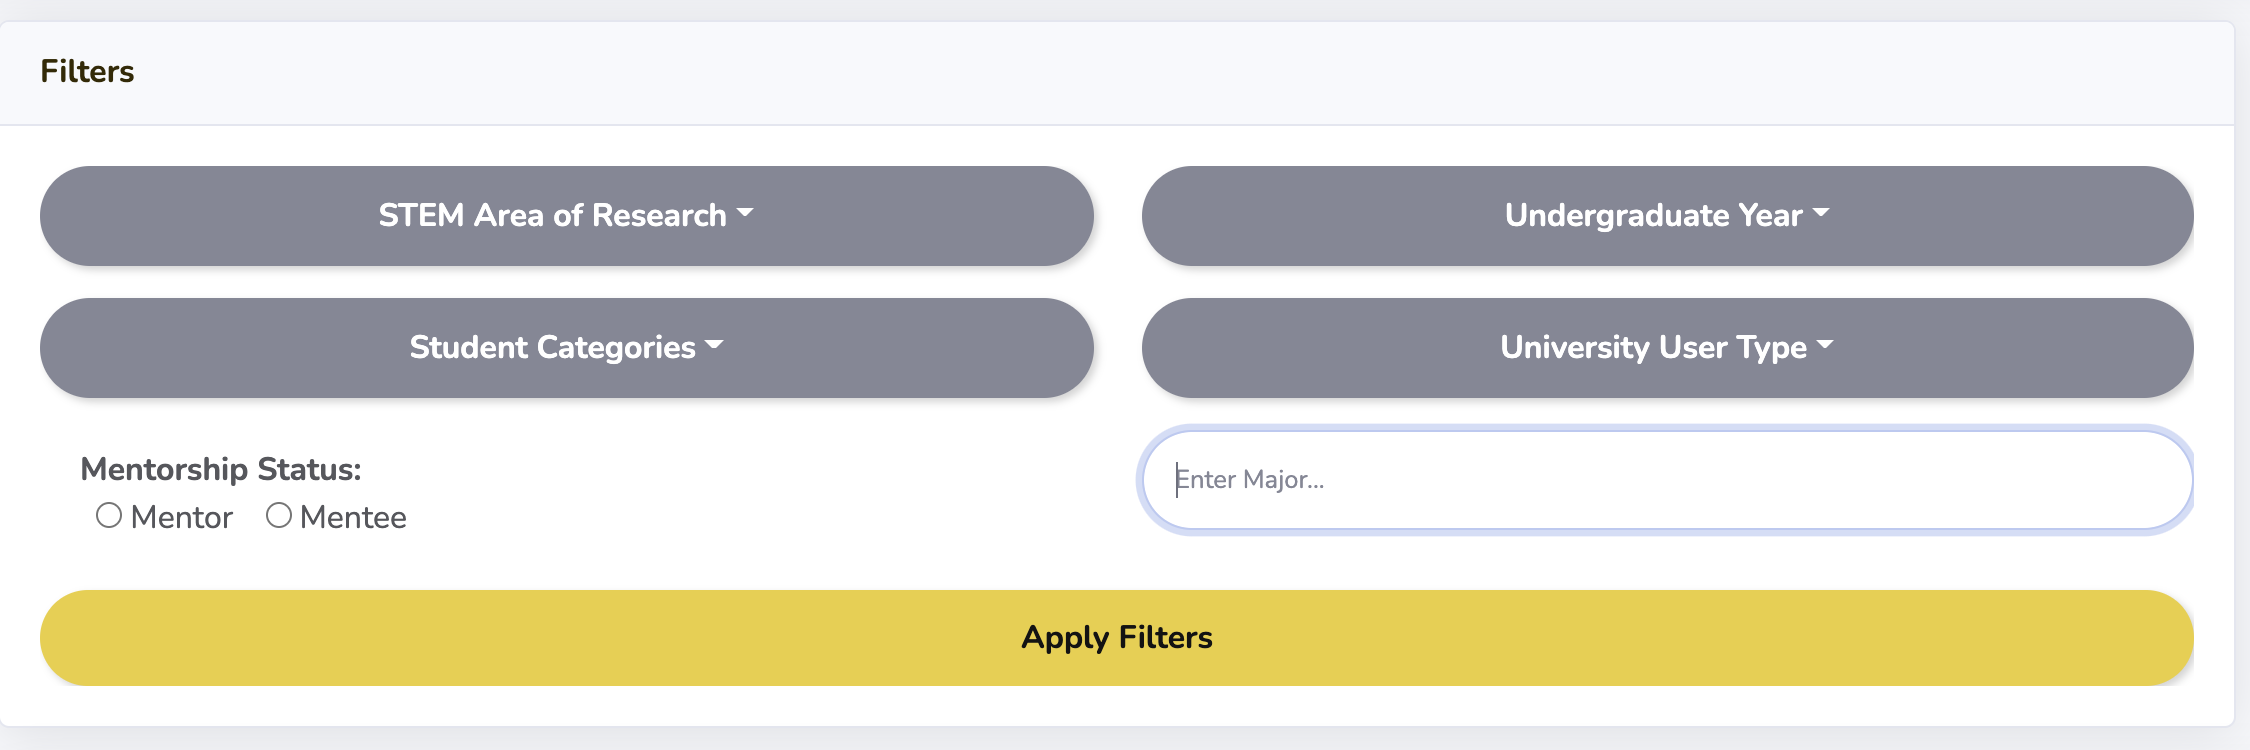 Filters
STEM Area of Research
Undergraduate Year
Student Categories
University User Type
Mentorship Status:
Mentor
Mentee
Enter Major...
Apply Filters